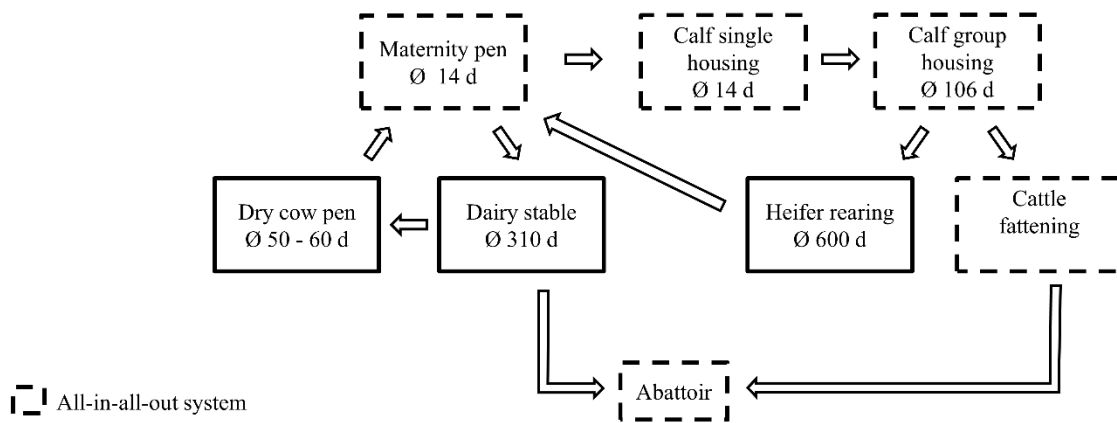 Maternity pen
Ø 14 d
Calf single
housing
Ø 14 d
Calf group
housing
Ø 106 d
Dry cow pen
Ø 50 - 60 d
Dairy stable
Ø 310 d
Heifer rearing
Ø 600 d
Cattle
fattening
Abattoir
All-in-all-out system